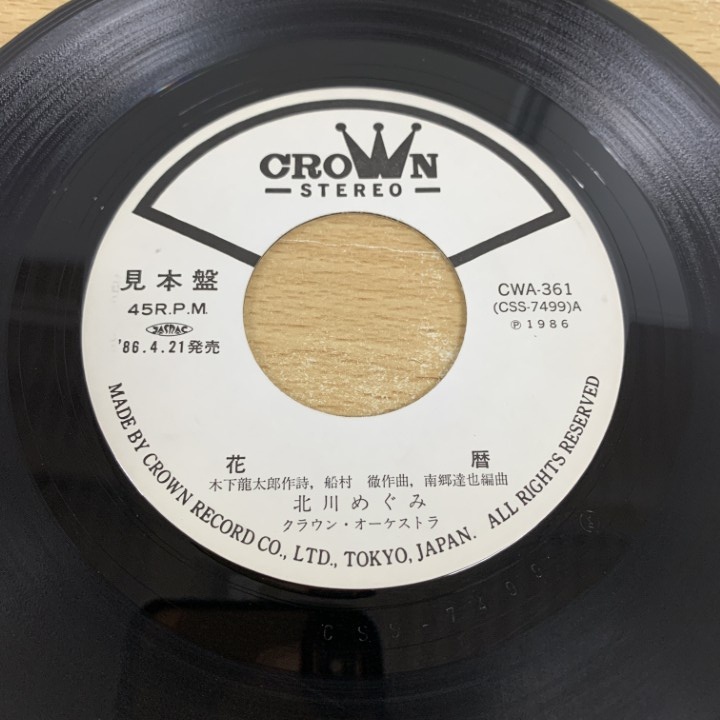 CROWN
STEREO
見本盤
45R.P.M.
JASRAC
'86.4.21発売
CWA-361
(CSS-7499)A
Ⓟ1986
花 暦
木下龍太郎作詩, 船村 徹作曲, 南郷達也編曲
北川めぐみ
クラウン・オーケストラ
MADE BY CROWN RECORD CO., LTD., TOKYO, JAPAN. ALL RIGHTS RESERVED